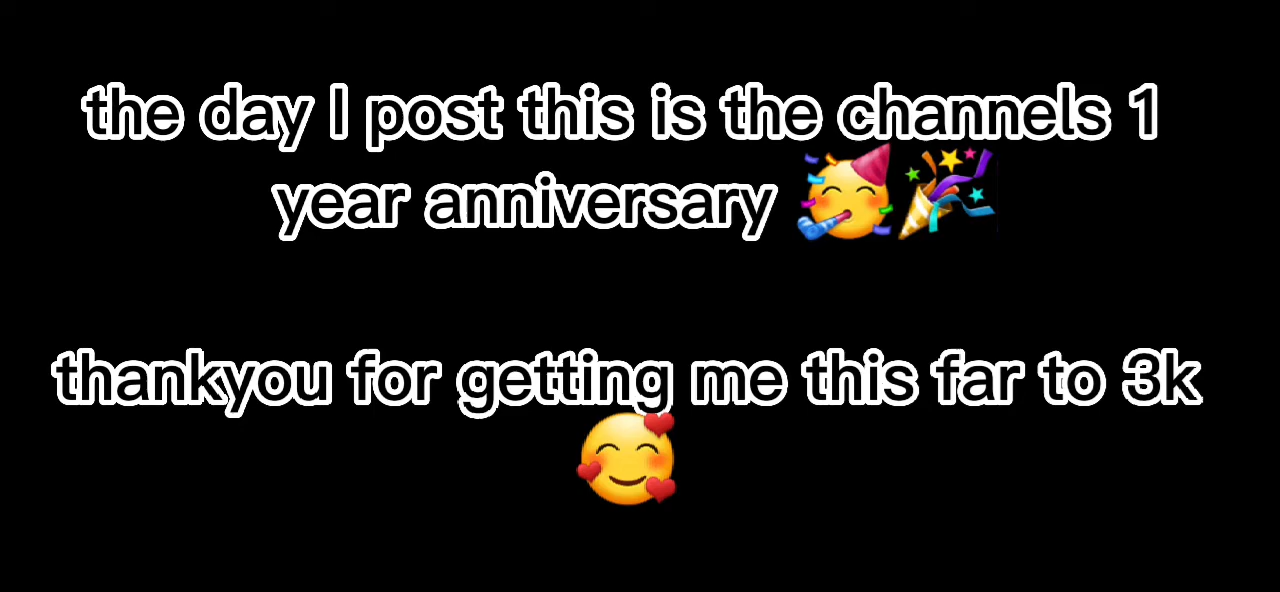 the day I post this is the channels 1
year anniversary 🥳🎉
thankyou for getting me this far to 3k
🥰